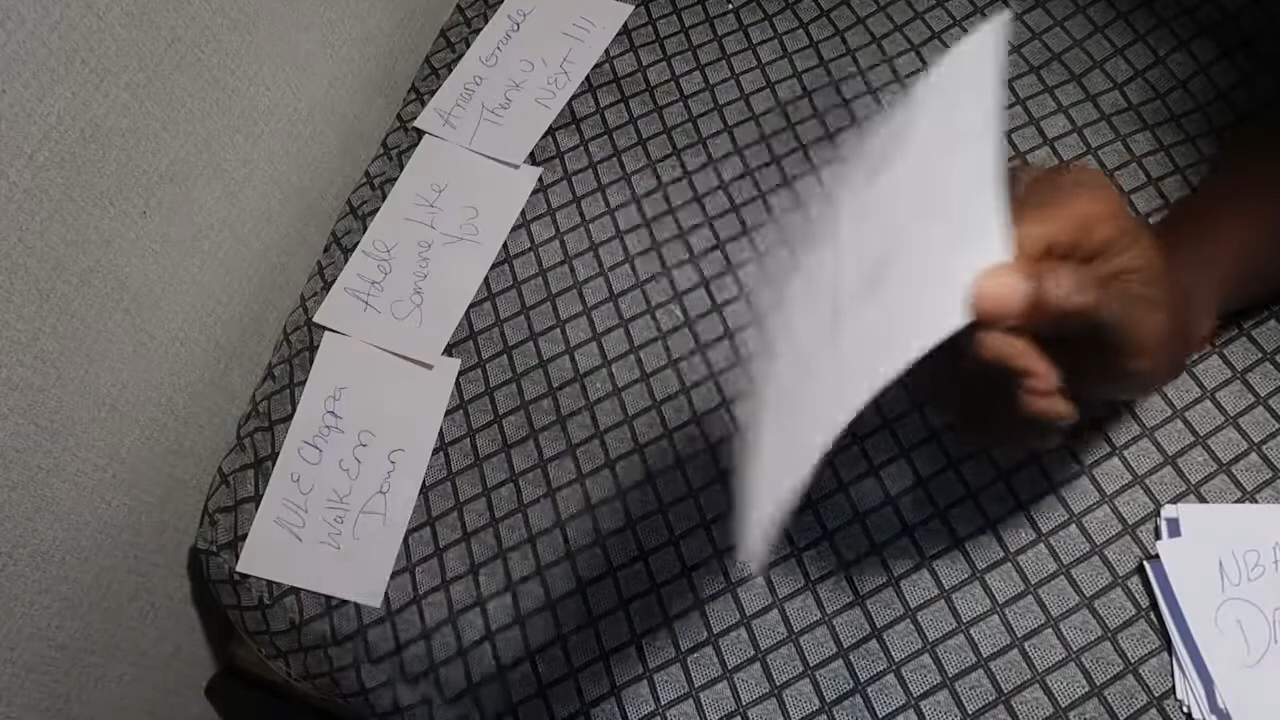 Ariana Grande
Thank U
NEXT!!!
Adele
Someone Like
You
NLE Choppa
Walk Em
Down
NBA